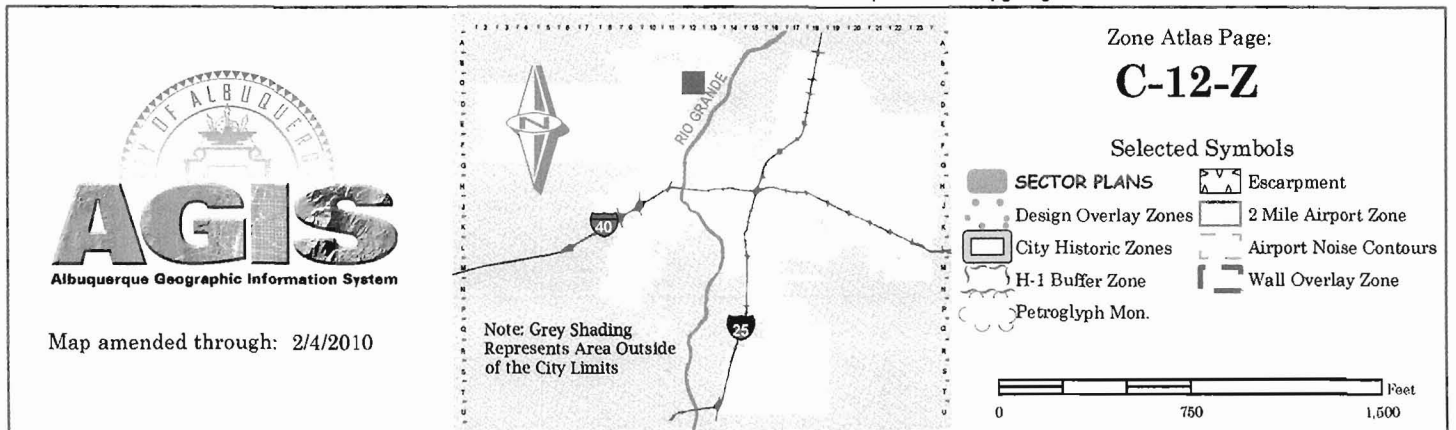 CITY OF ALBUQUERQ
AGIS
Albuquerque Geographic Information System
Map amended through: 2/4/2010
RIO GRANDE
N
40
25
Note: Grey Shading
Represents Area Outside
of the City Limits
Zone Atlas Page:
C-12-Z
Selected Symbols
SECTOR PLANS
Design Overlay Zones
City Historic Zones
H-1 Buffer Zone
Petroglyph Mon.
Escarpment
2 Mile Airport Zone
Airport Noise Contours
Wall Overlay Zone
Feet
0 750 1,500